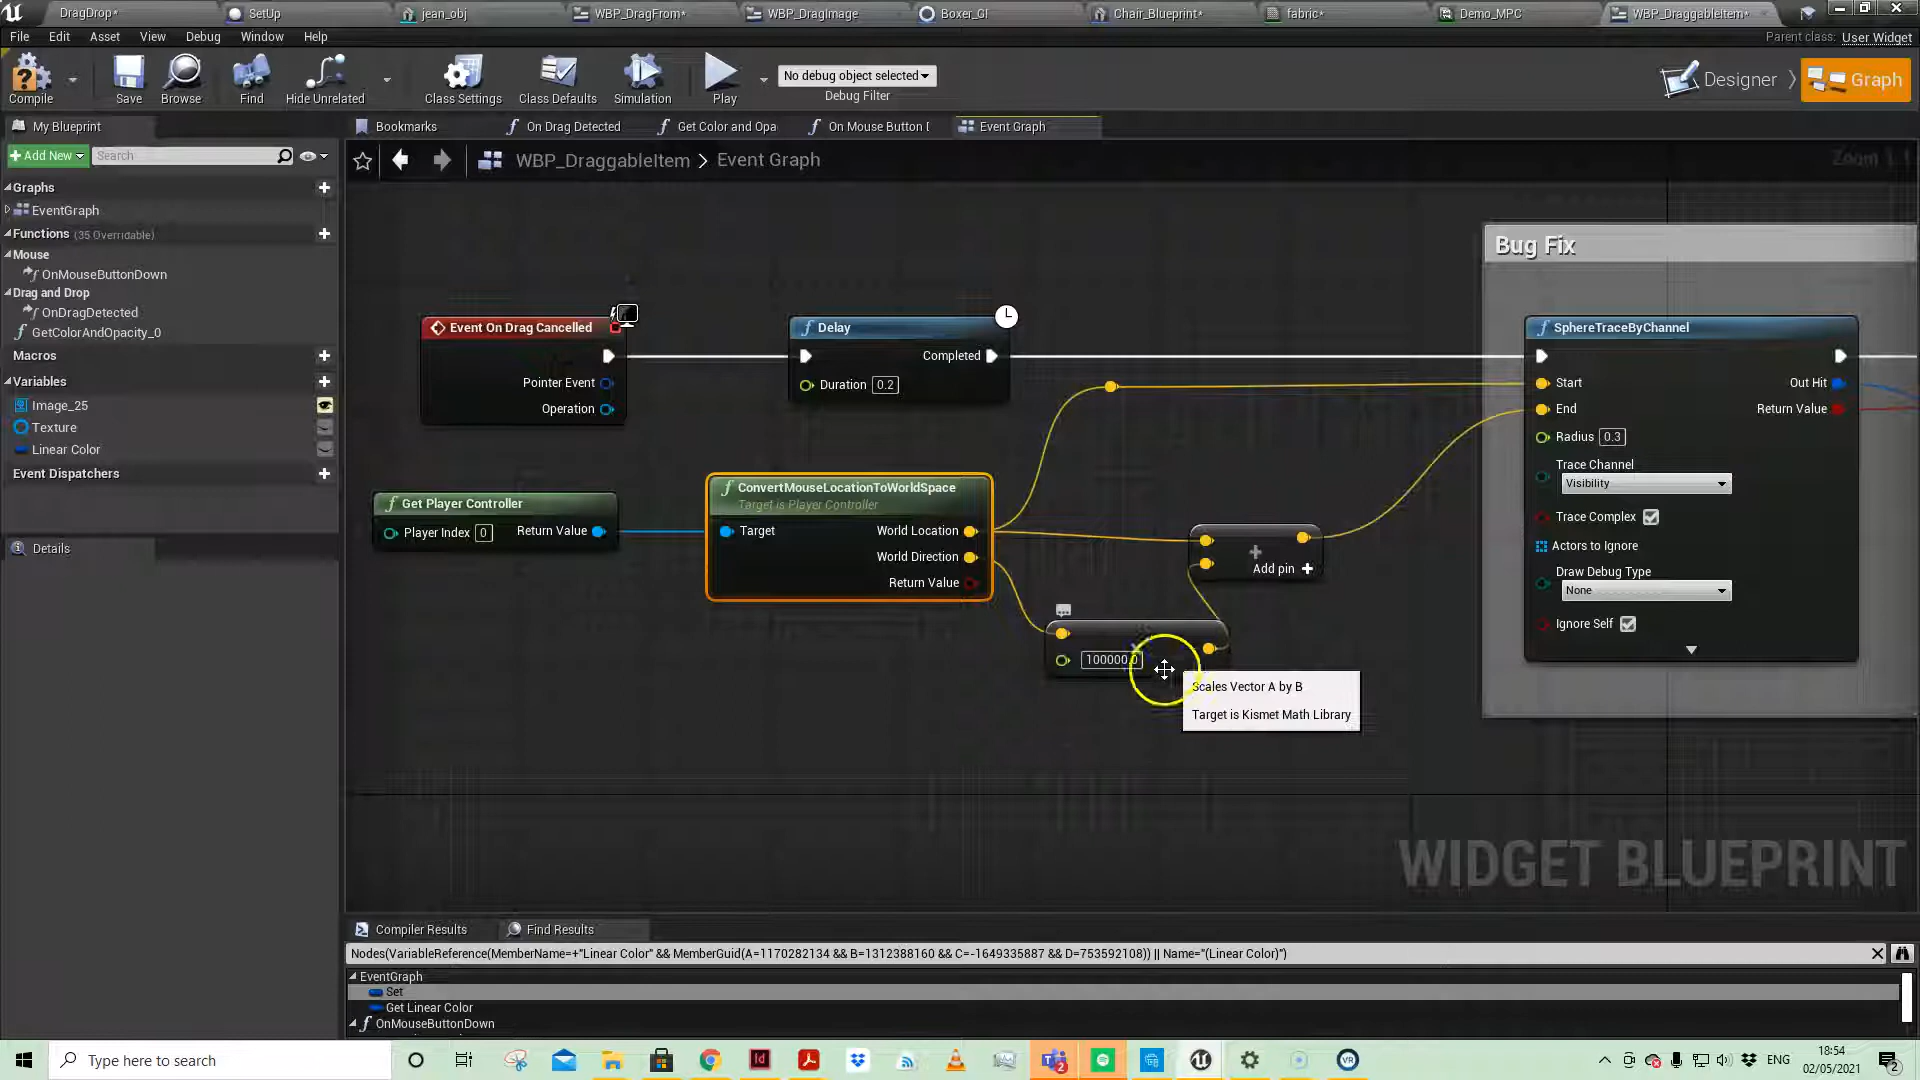 DragDrop*
SetUp
jean_obj
WBP_DragFrom*
WBP_DragImage
Boxer_GI
Chair_Blueprint*
fabric*
Demo_MPC
WBP_DraggableItem*
File
Edit
Asset
View
Debug
Window
Help
Parent class: User Widget
Compile
Save
Browse
Find
Hide Unrelated
Class Settings
Class Defaults
Simulation
Play
No debug object selected
Debug Filter
Designer
Graph
My Blueprint
Bookmarks
On Drag Detected
Get Color and Opa
On Mouse Button D
Event Graph
Add New
Search
WBP_DraggableItem > Event Graph
Graphs
EventGraph
Functions (35 Overridable)
Mouse
OnMouseButtonDown
Drag and Drop
OnDragDetected
GetColorAndOpacity_0
Macros
Variables
Image_25
Texture
Linear Color
Event Dispatchers
Details
Bug Fix
Event On Drag Cancelled
Pointer Event
Operation
Delay
Completed
Duration 0.2
SphereTraceByChannel
Start
Out Hit
End
Return Value
Radius 0.3
Trace Channel
Visibility
Trace Complex
Actors to Ignore
Draw Debug Type
None
Ignore Self
Get Player Controller
Player Index 0
Return Value
ConvertMouseLocationToWorldSpace
Target is Player Controller
Target
World Location
World Direction
Return Value
Add pin
100000.0
Scales Vector A by B
Target is Kismet Math Library
WIDGET BLUEPRINT
Compiler Results
Find Results
Nodes(VariableReference(MemberName=+"Linear Color" && MemberGuid(A=1170282134 && B=1312388160 && C=-1649335887 && D=753592108)) || Name="(Linear Color)")
EventGraph
Set
Get Linear Color
OnMouseButtonDown
Type here to search
ENG
18:54
02/05/2021